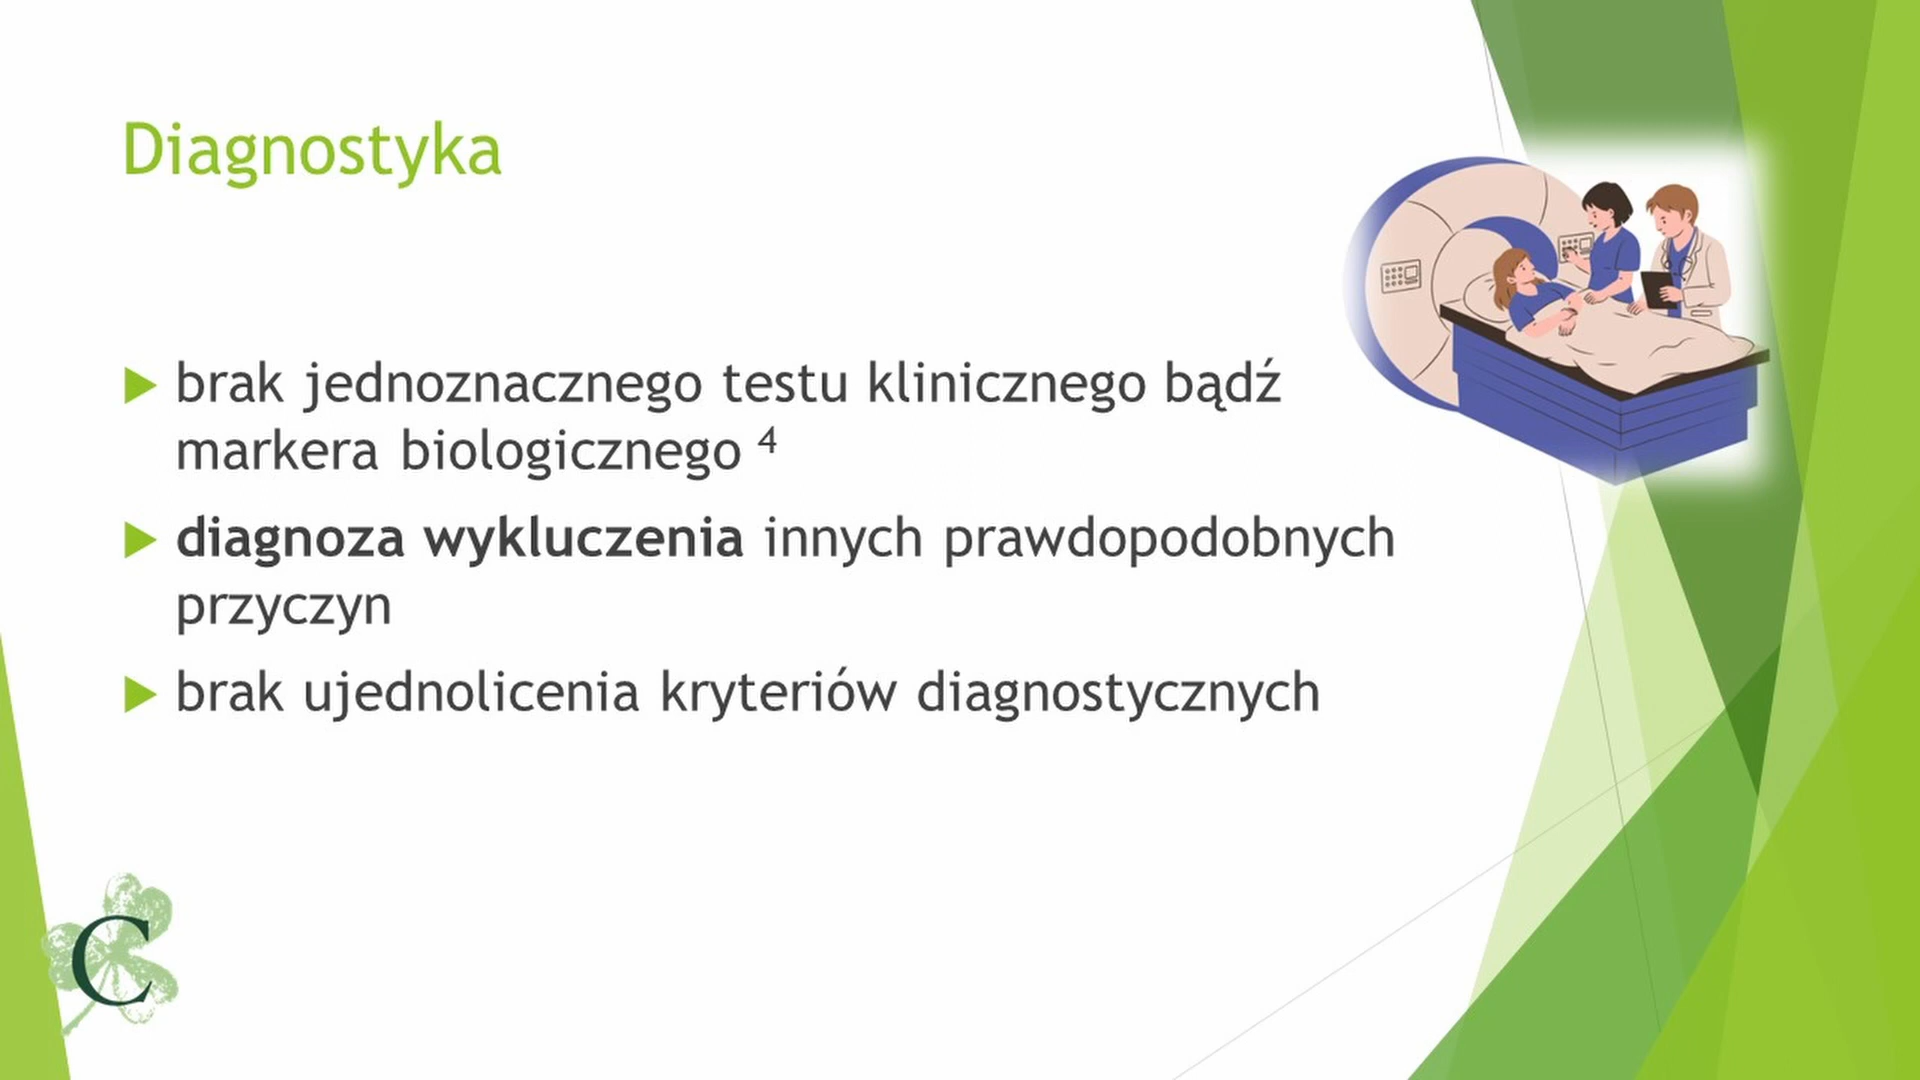 Diagnostyka
brak jednoznacznego testu klinicznego bądź
markera biologicznego ⁴
diagnoza wykluczenia innych prawdopodobnych
przyczyn
brak ujednolicenia kryteriów diagnostycznych
C